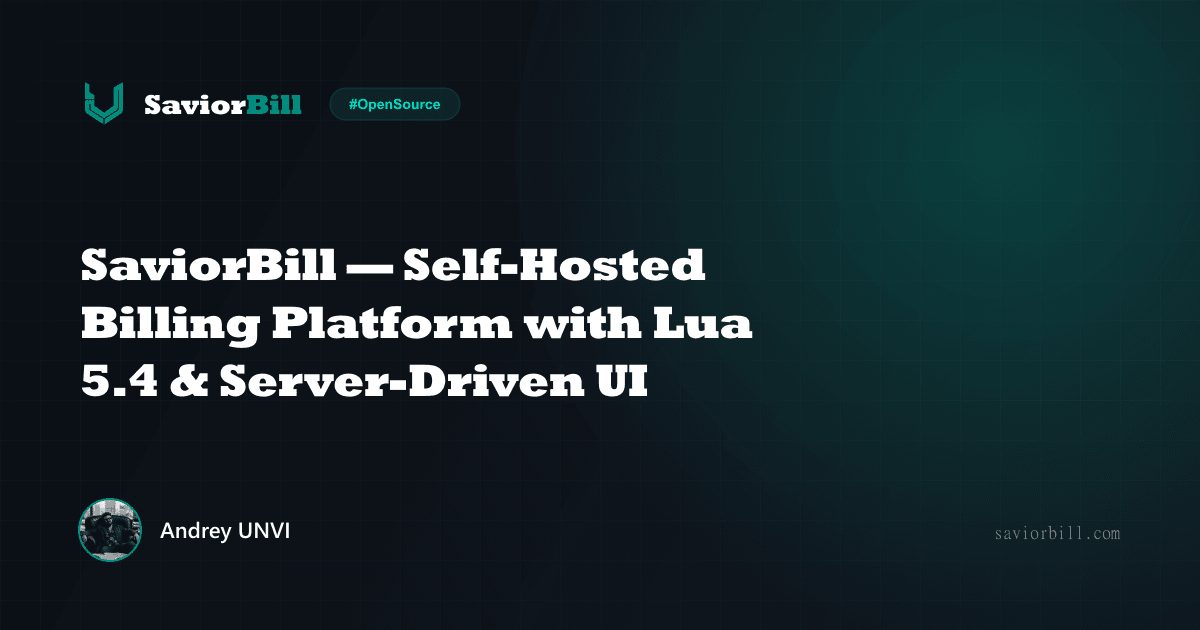 SaviorBill
#OpenSource
SaviorBill — Self-Hosted
Billing Platform with Lua
5.4 & Server-Driven UI
Andrey UNVI
saviorbill.com